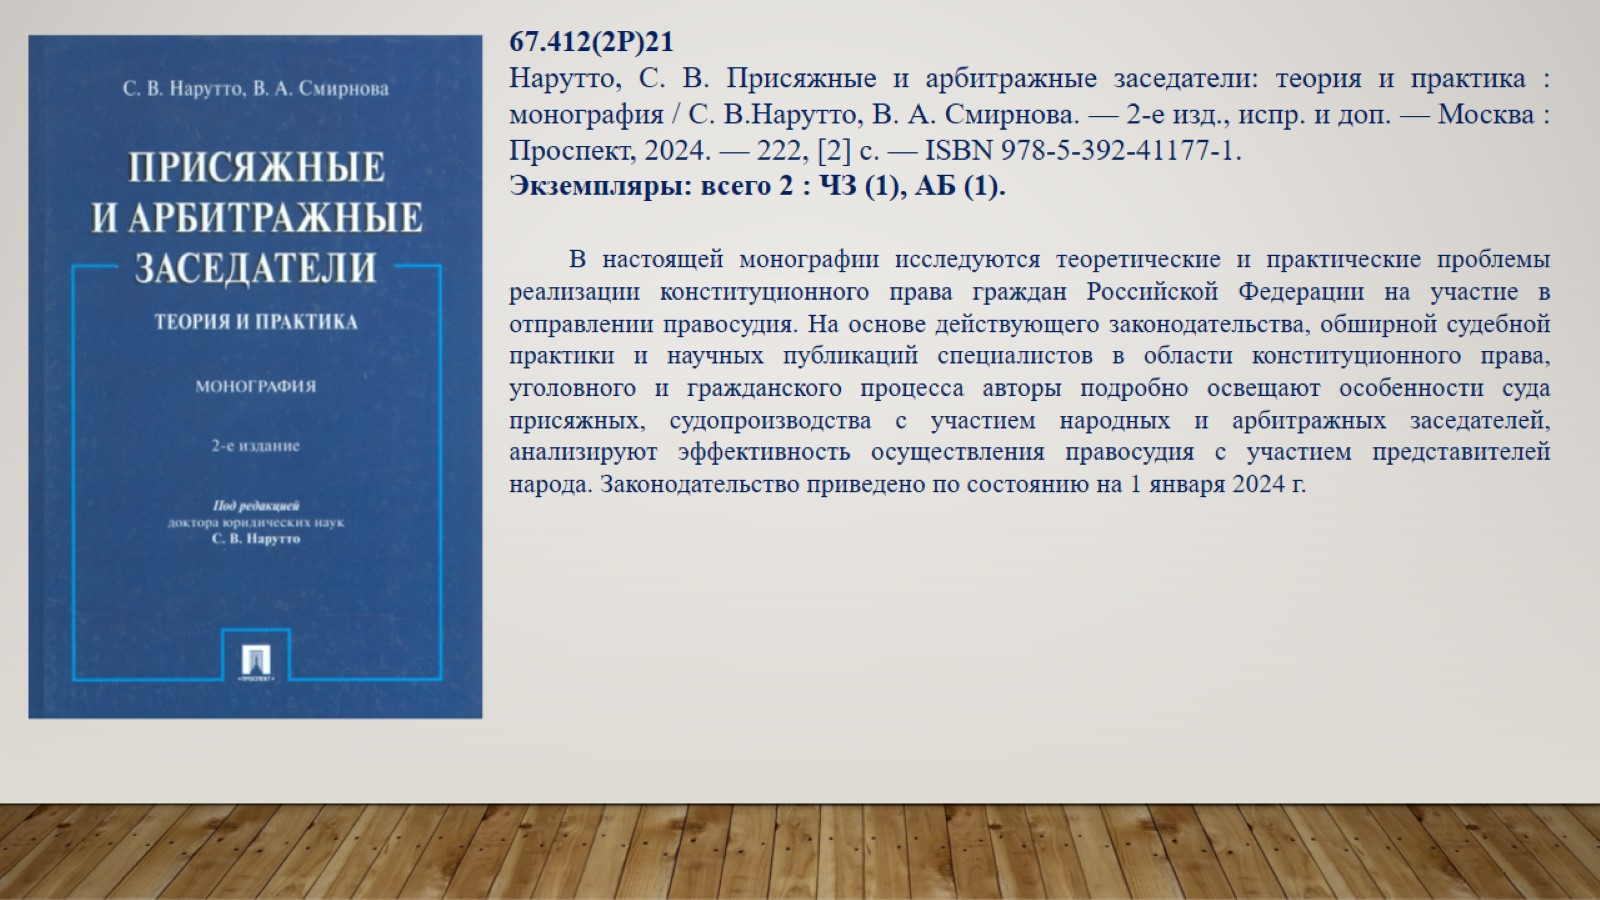 С. В. Нарутто, В. А. Смирнова
ПРИСЯЖНЫЕ
И АРБИТРАЖНЫЕ
ЗАСЕДАТЕЛИ
ТЕОРИЯ И ПРАКТИКА
МОНОГРАФИЯ
2-е издание
Под редакцией
доктора юридических наук
С. В. Нарутто
•ПРОСПЕКТ•
67.412(2Р)21
Нарутто, С. В. Присяжные и арбитражные заседатели: теория и практика :
монография / С. В.Нарутто, В. А. Смирнова. — 2-е изд., испр. и доп. — Москва :
Проспект, 2024. — 222, [2] с. — ISBN 978-5-392-41177-1.
Экземпляры: всего 2 : ЧЗ (1), АБ (1).
В настоящей монографии исследуются теоретические и практические проблемы
реализации конституционного права граждан Российской Федерации на участие в
отправлении правосудия. На основе действующего законодательства, обширной судебной
практики и научных публикаций специалистов в области конституционного права,
уголовного и гражданского процесса авторы подробно освещают особенности суда
присяжных, судопроизводства с участием народных и арбитражных заседателей,
анализируют эффективность осуществления правосудия с участием представителей
народа. Законодательство приведено по состоянию на 1 января 2024 г.